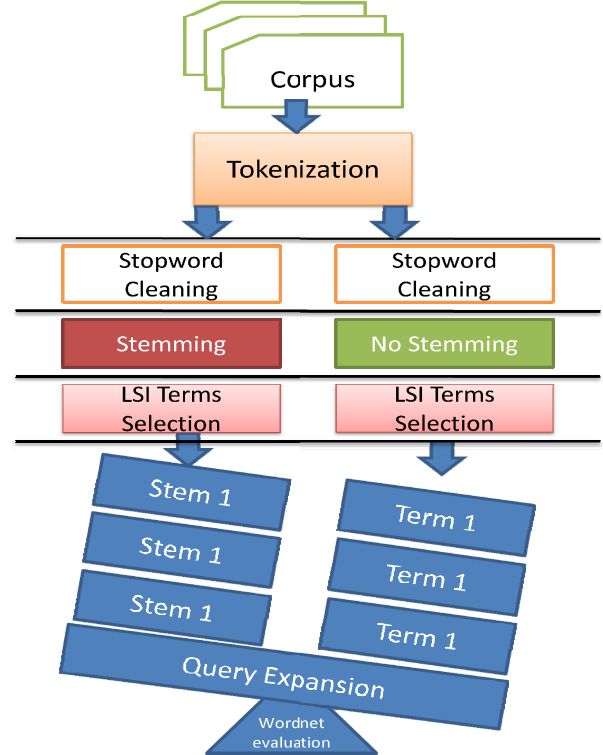 Corpus
Tokenization
Stopword
Cleaning
Stopword
Cleaning
Stemming
No Stemming
LSI Terms
Selection
LSI Terms
Selection
Stem 1
Stem 1
Stem 1
Term 1
Term 1
Term 1
Query Expansion
Wordnet
evaluation